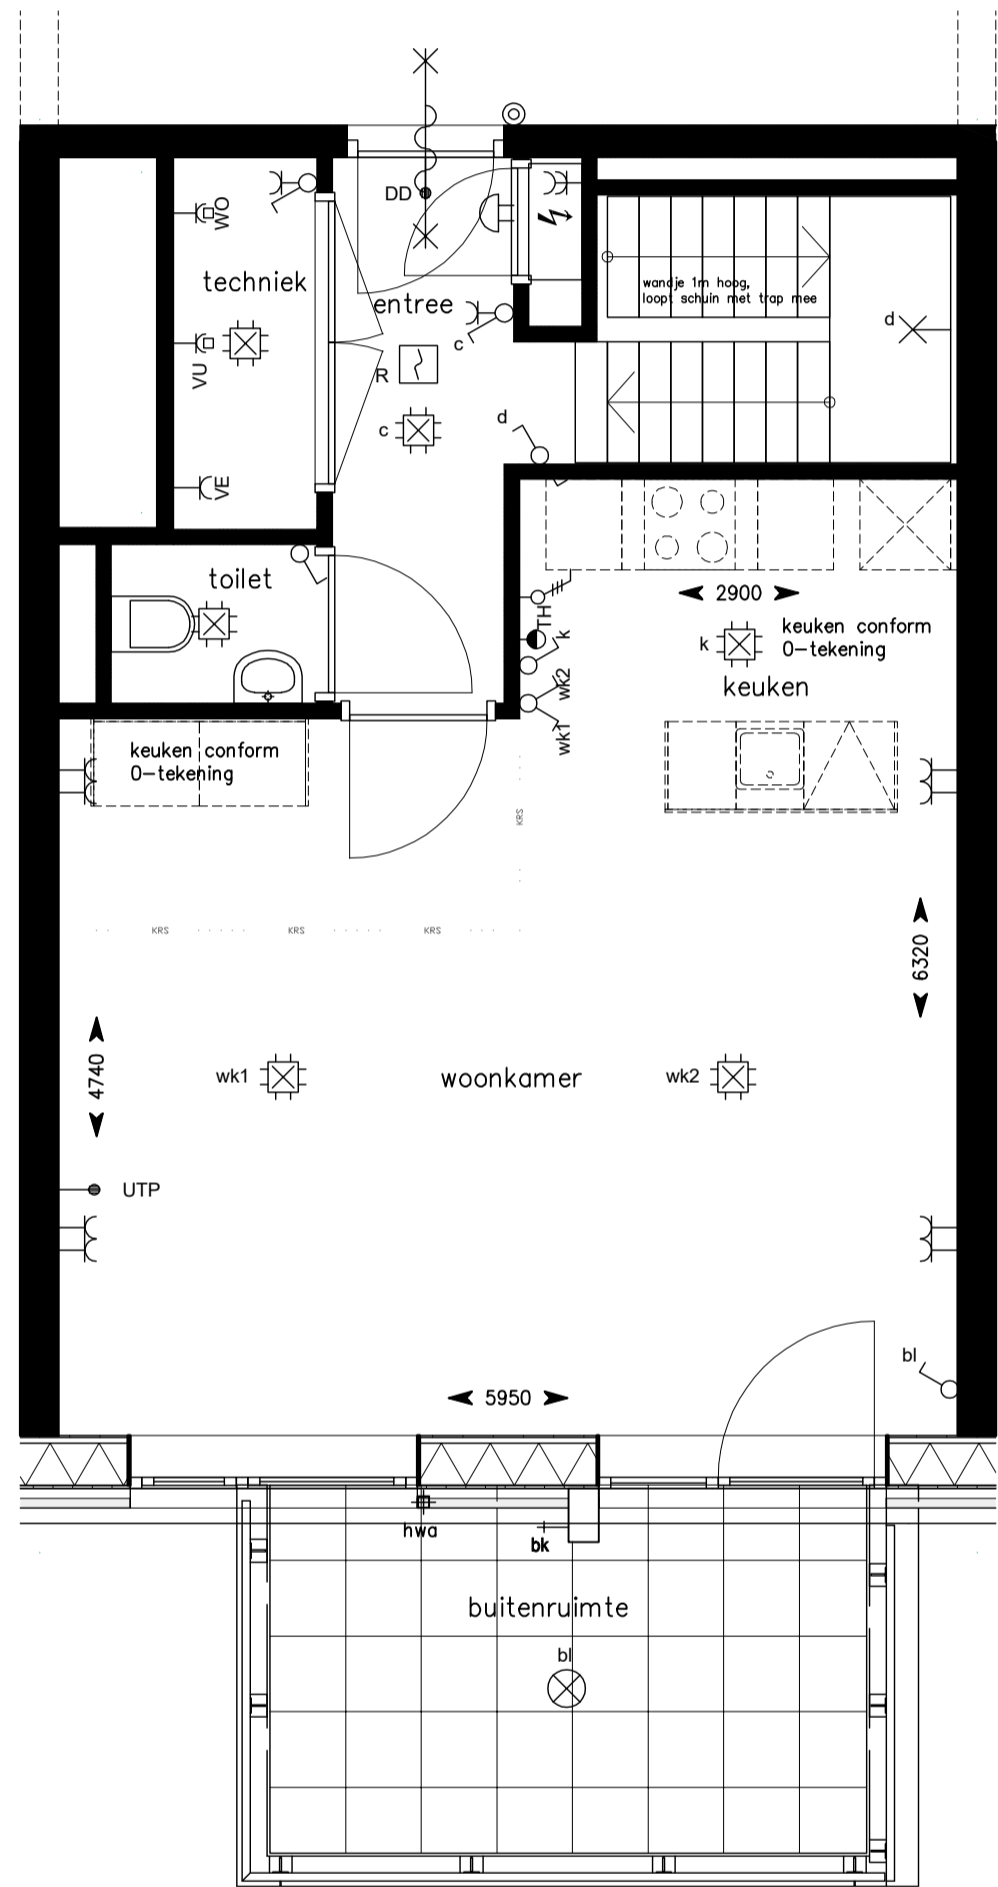 DD
WO
techniek
entree
wandje 1m hoog,
loopt schuin met trap mee
d
c
VU
R
c
d
VE
toilet
2900
TH
k
k
keuken conform
0-tekening
keuken
wk2
wk1
keuken conform
0-tekening
KRS
KRS
KRS
KRS
6320
4740
wk1
woonkamer
wk2
UTP
bl
5950
hwa
bk
buitenruimte
bl